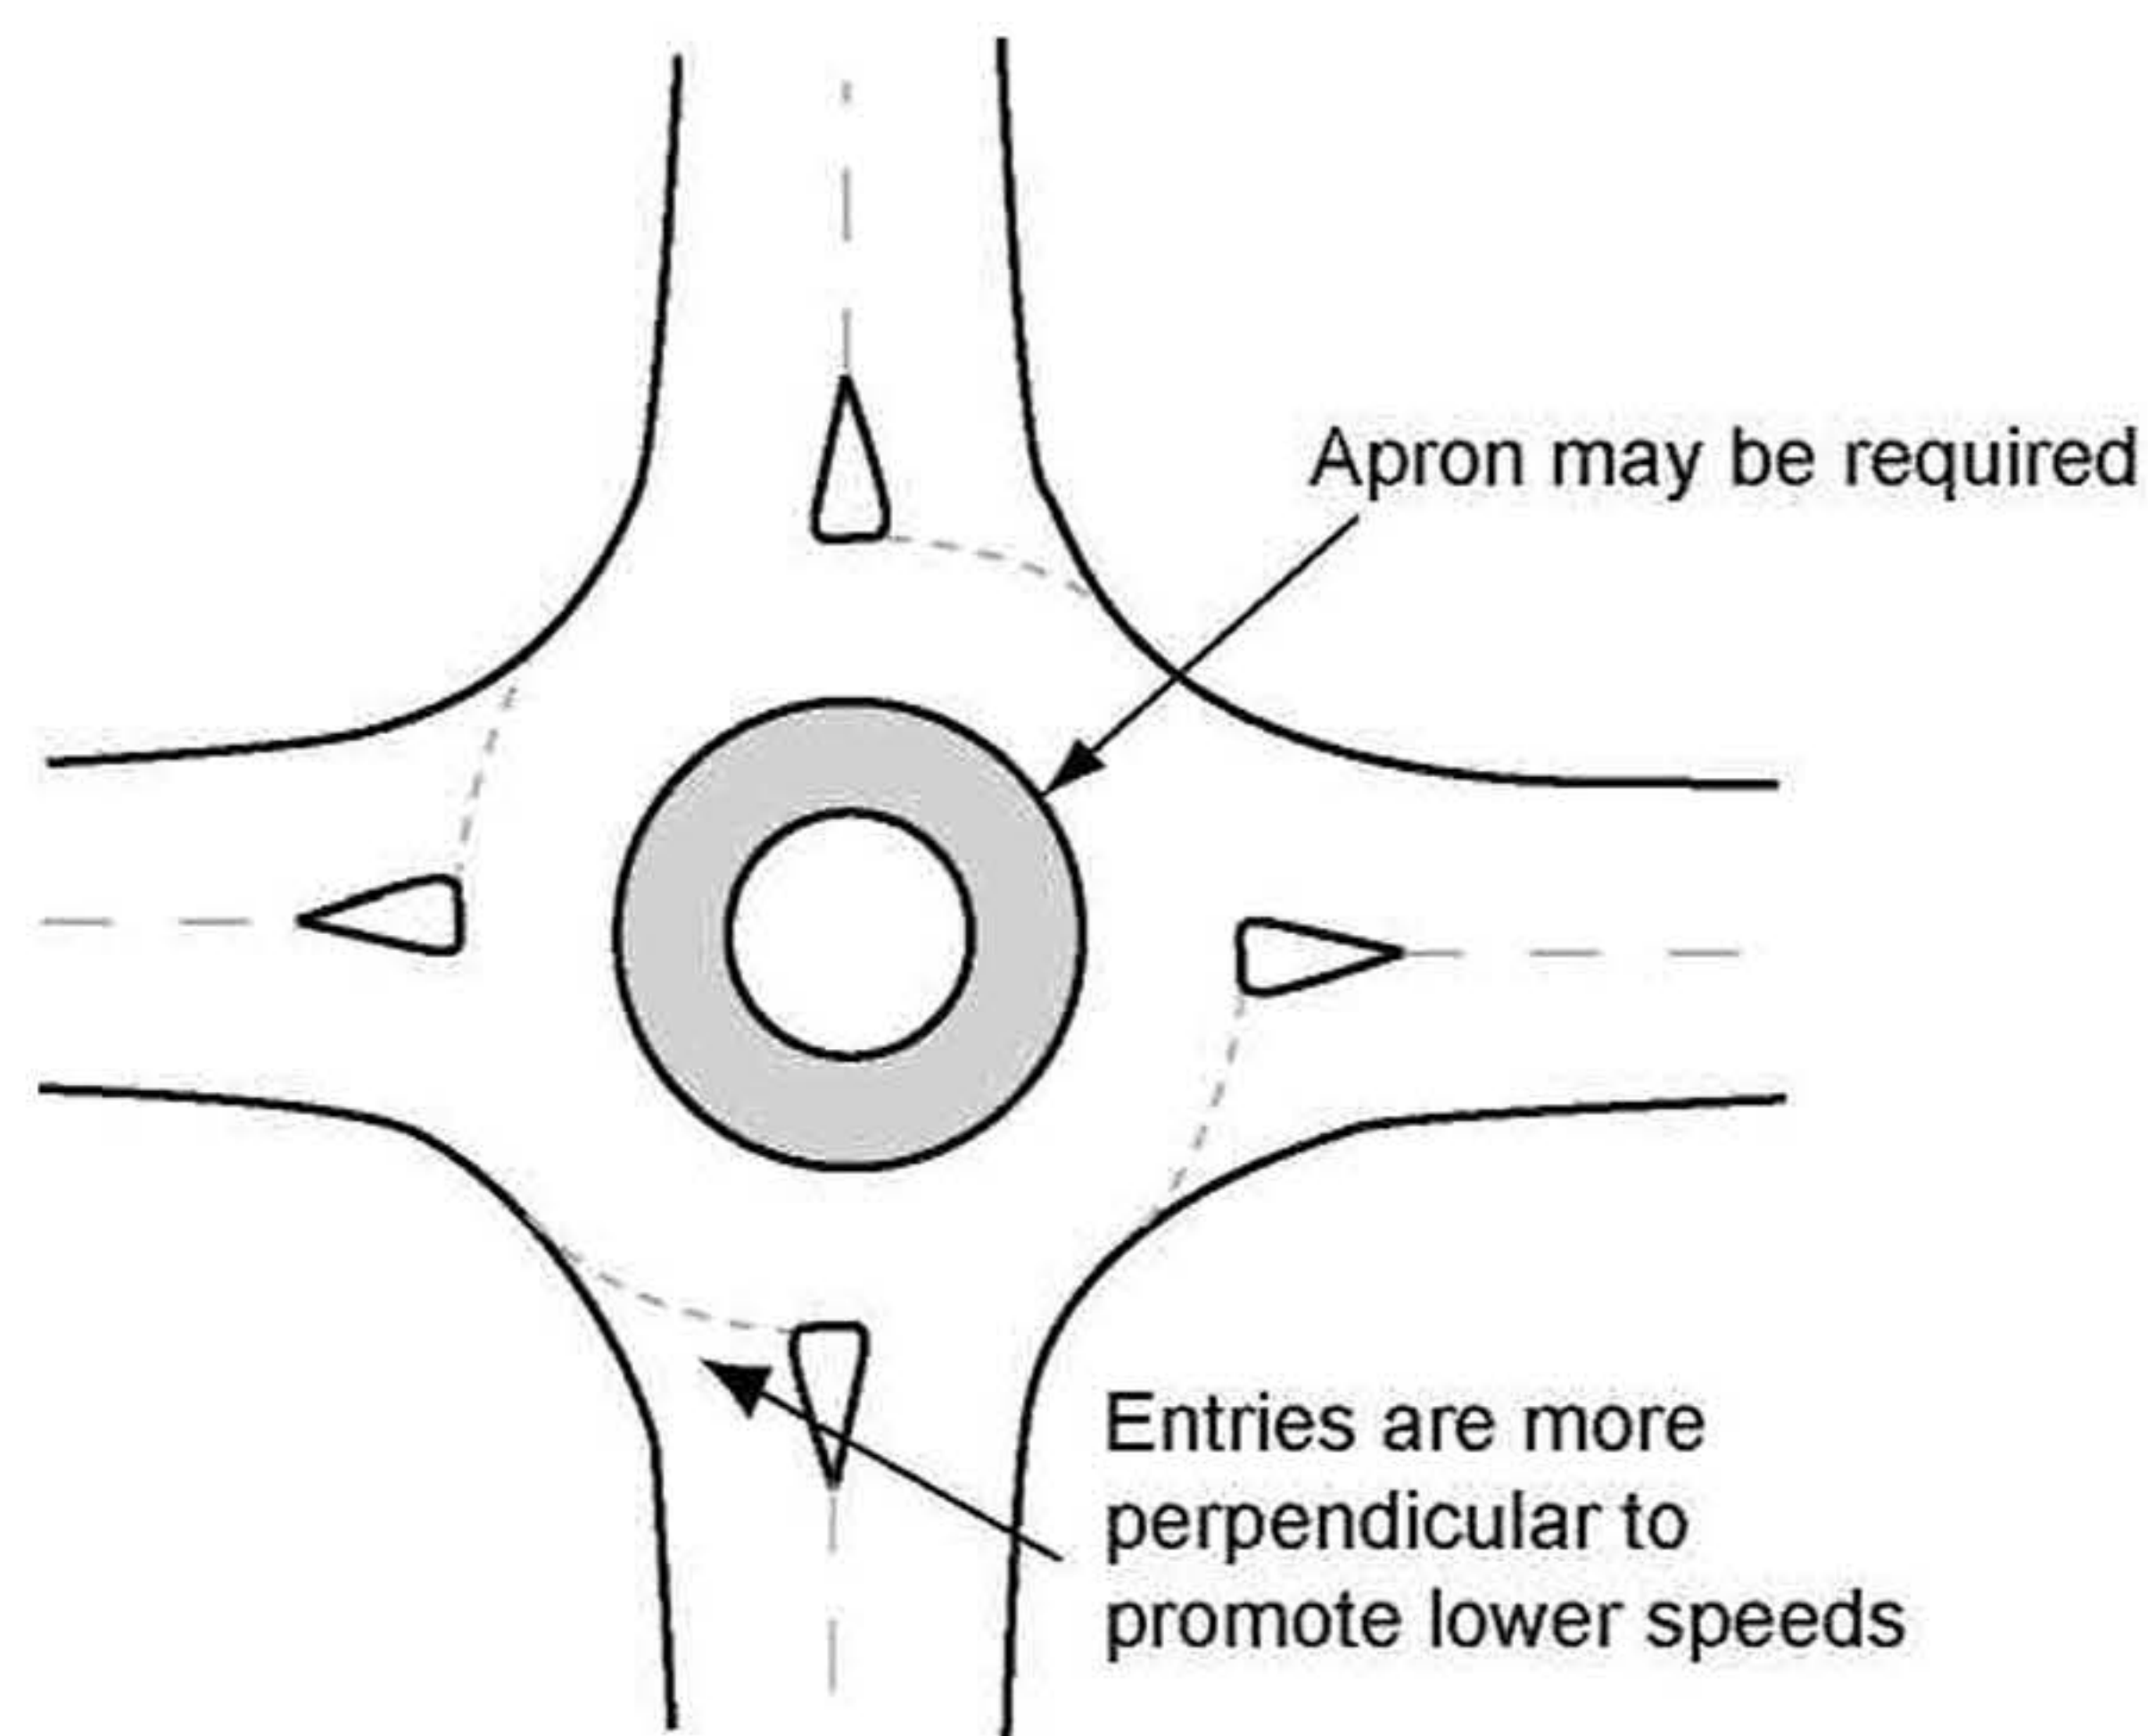 Apron may be required
Entries are more
perpendicular to
promote lower speeds